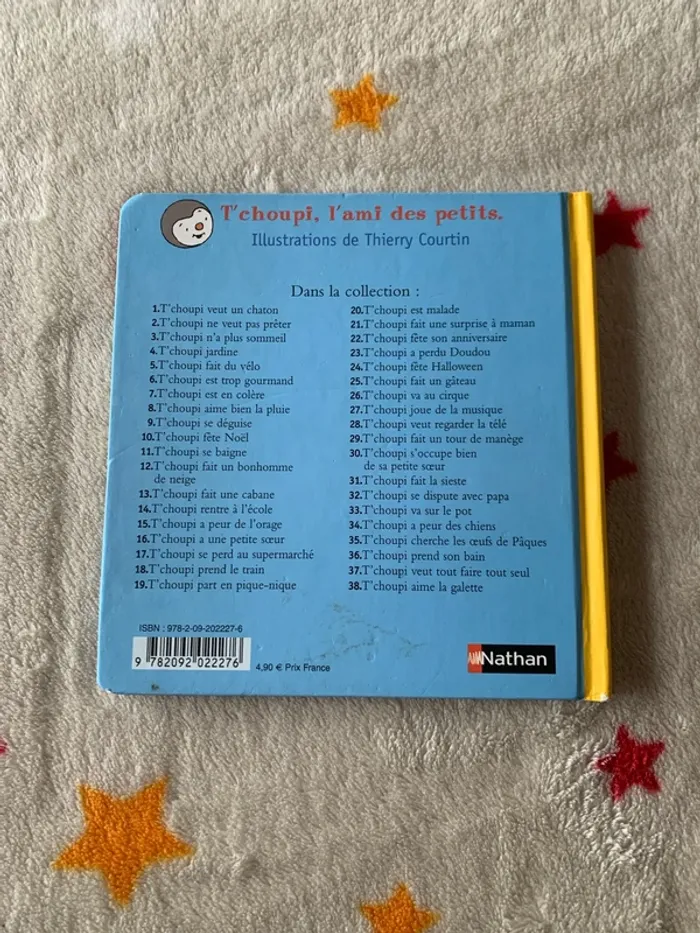 T'choupi, l'ami des petits.
Illustrations de Thierry Courtin
Dans la collection :
1.T'choupi veut un chaton
2.T'choupi ne veut pas prêter
3.T'choupi n'a plus sommeil
4.T'choupi jardine
5.T'choupi fait du vélo
6.T'choupi est trop gourmand
7.T'choupi est en colère
8.T'choupi aime bien la pluie
9.T'choupi se déguise
10.T'choupi fête Noël
11.T'choupi se baigne
12.T'choupi fait un bonhomme
de neige
13.T'choupi fait une cabane
14.T'choupi rentre à l'école
15.T'choupi a peur de l'orage
16.T'choupi a une petite sœur
17.T'choupi se perd au supermarché
18.T'choupi prend le train
19.T'choupi part en pique-nique
20.T'choupi est malade
21.T'choupi fait une surprise à maman
22.T'choupi fête son anniversaire
23.T'choupi a perdu Doudou
24.T'choupi fête Halloween
25.T'choupi fait un gâteau
26.T'choupi va au cirque
27.T'choupi joue de la musique
28.T'choupi veut regarder la télé
29.T'choupi fait un tour de manège
30.T'choupi s'occupe bien
de sa petite sœur
31.T'choupi fait la sieste
32.T'choupi se dispute avec papa
33.T'choupi va sur le pot
34.T'choupi a peur des chiens
35.T'choupi cherche les œufs de Pâques
36.T'choupi prend son bain
37.T'choupi veut tout faire tout seul
38.T'choupi aime la galette
ISBN : 978-2-09-202227-6
9 782092 022276
4,90 € Prix France
Nathan